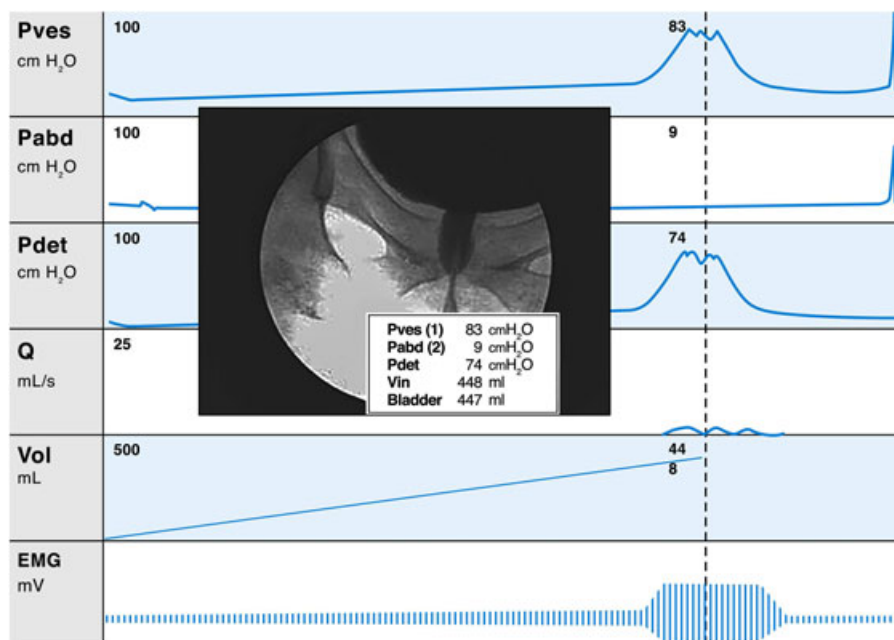 Pves
cm H₂O
100
83
Pabd
cm H₂O
100
9
Pdet
cm H₂O
100
74
Pves (1) 83 cmH₂O
Pabd (2) 9 cmH₂O
Pdet 74 cmH₂O
Vin 448 ml
Bladder 447 ml
Q
mL/s
25
Vol
mL
500
44
8
EMG
mV